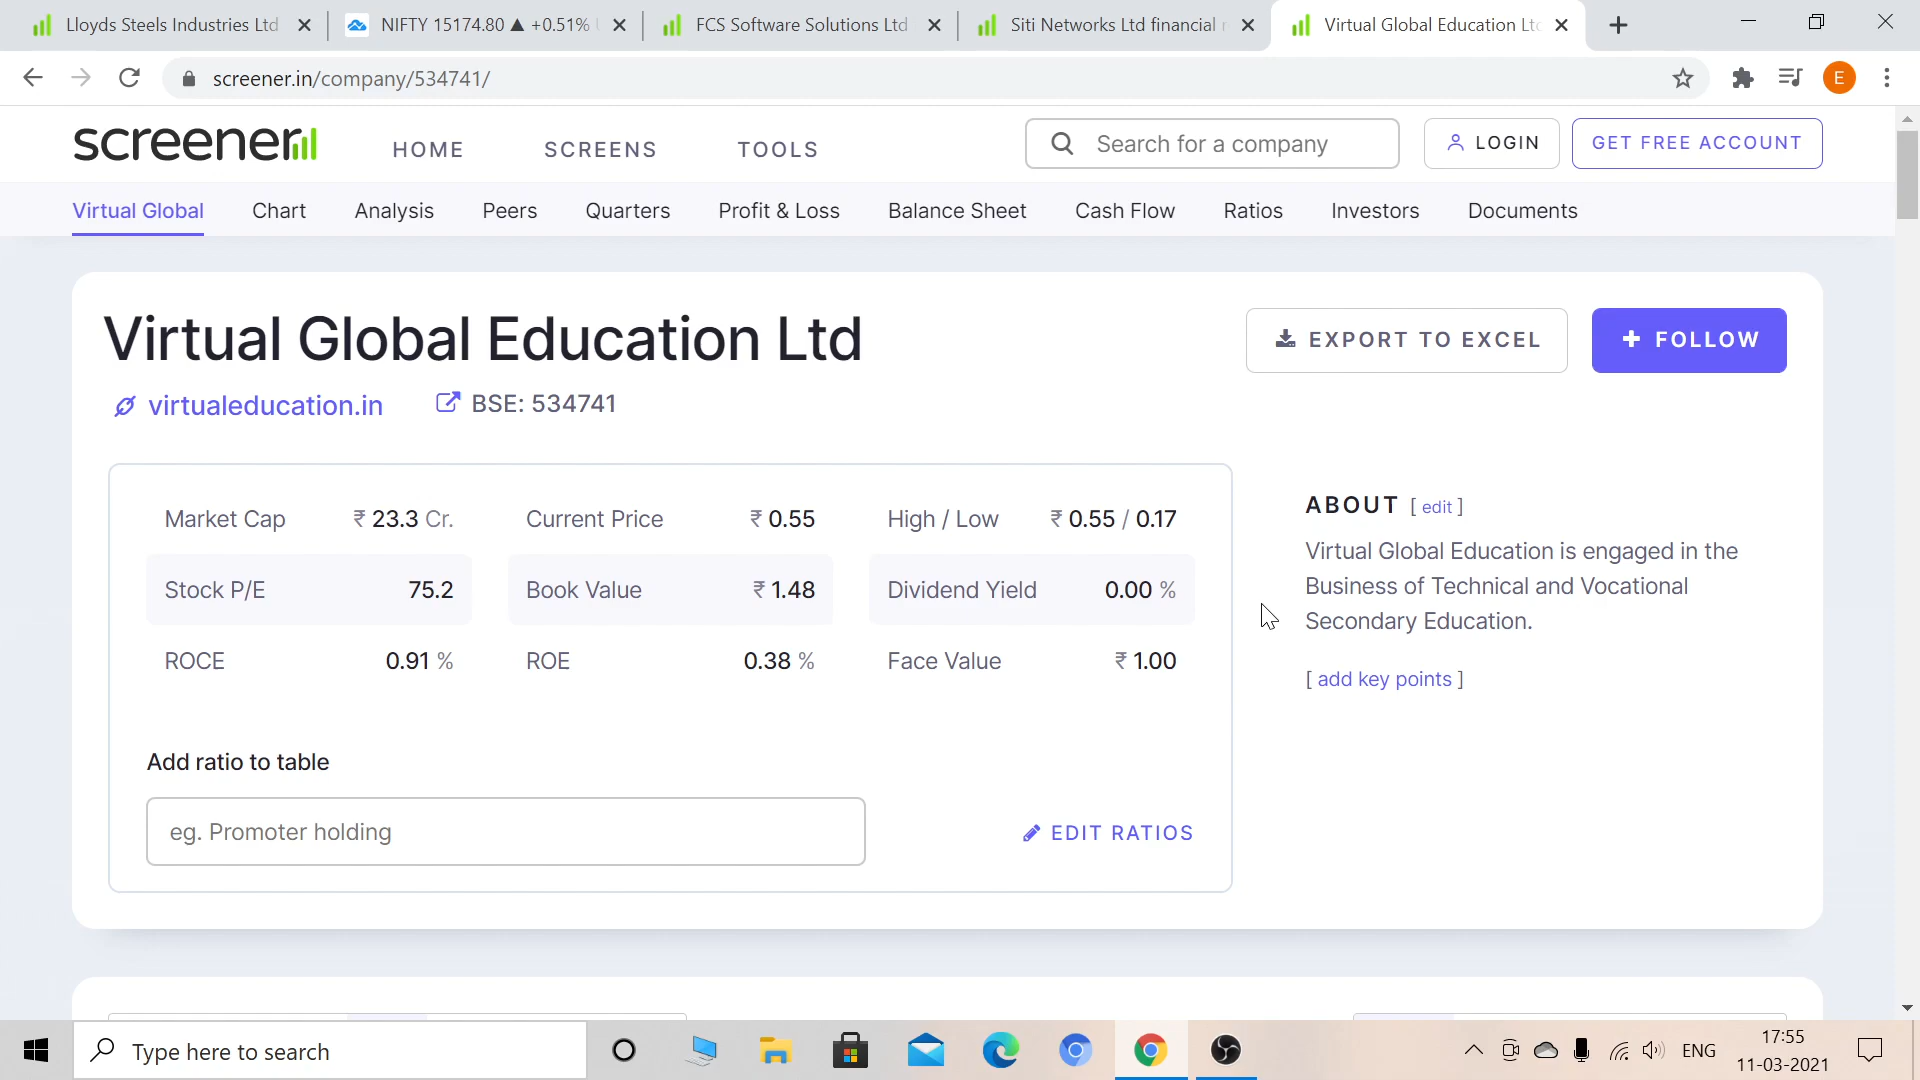 Lloyds Steels Industries Ltd
NIFTY 15174.80 ▲ +0.51%
FCS Software Solutions Ltd
Siti Networks Ltd financial
Virtual Global Education Ltd
screener.in/company/534741/
E
screener
HOME
SCREENS
TOOLS
Search for a company
LOGIN
GET FREE ACCOUNT
Virtual Global
Chart
Analysis
Peers
Quarters
Profit & Loss
Balance Sheet
Cash Flow
Ratios
Investors
Documents
Virtual Global Education Ltd
EXPORT TO EXCEL
+ FOLLOW
virtualeducation.in
BSE: 534741
Market Cap ₹ 23.3 Cr.
Current Price ₹ 0.55
High / Low ₹ 0.55 / 0.17
Stock P/E 75.2
Book Value ₹ 1.48
Dividend Yield 0.00 %
ROCE 0.91 %
ROE 0.38 %
Face Value ₹ 1.00
Add ratio to table
eg. Promoter holding
EDIT RATIOS
ABOUT [ edit ]
Virtual Global Education is engaged in the
Business of Technical and Vocational
Secondary Education.
[ add key points ]
Type here to search
ENG
17:55
11-03-2021